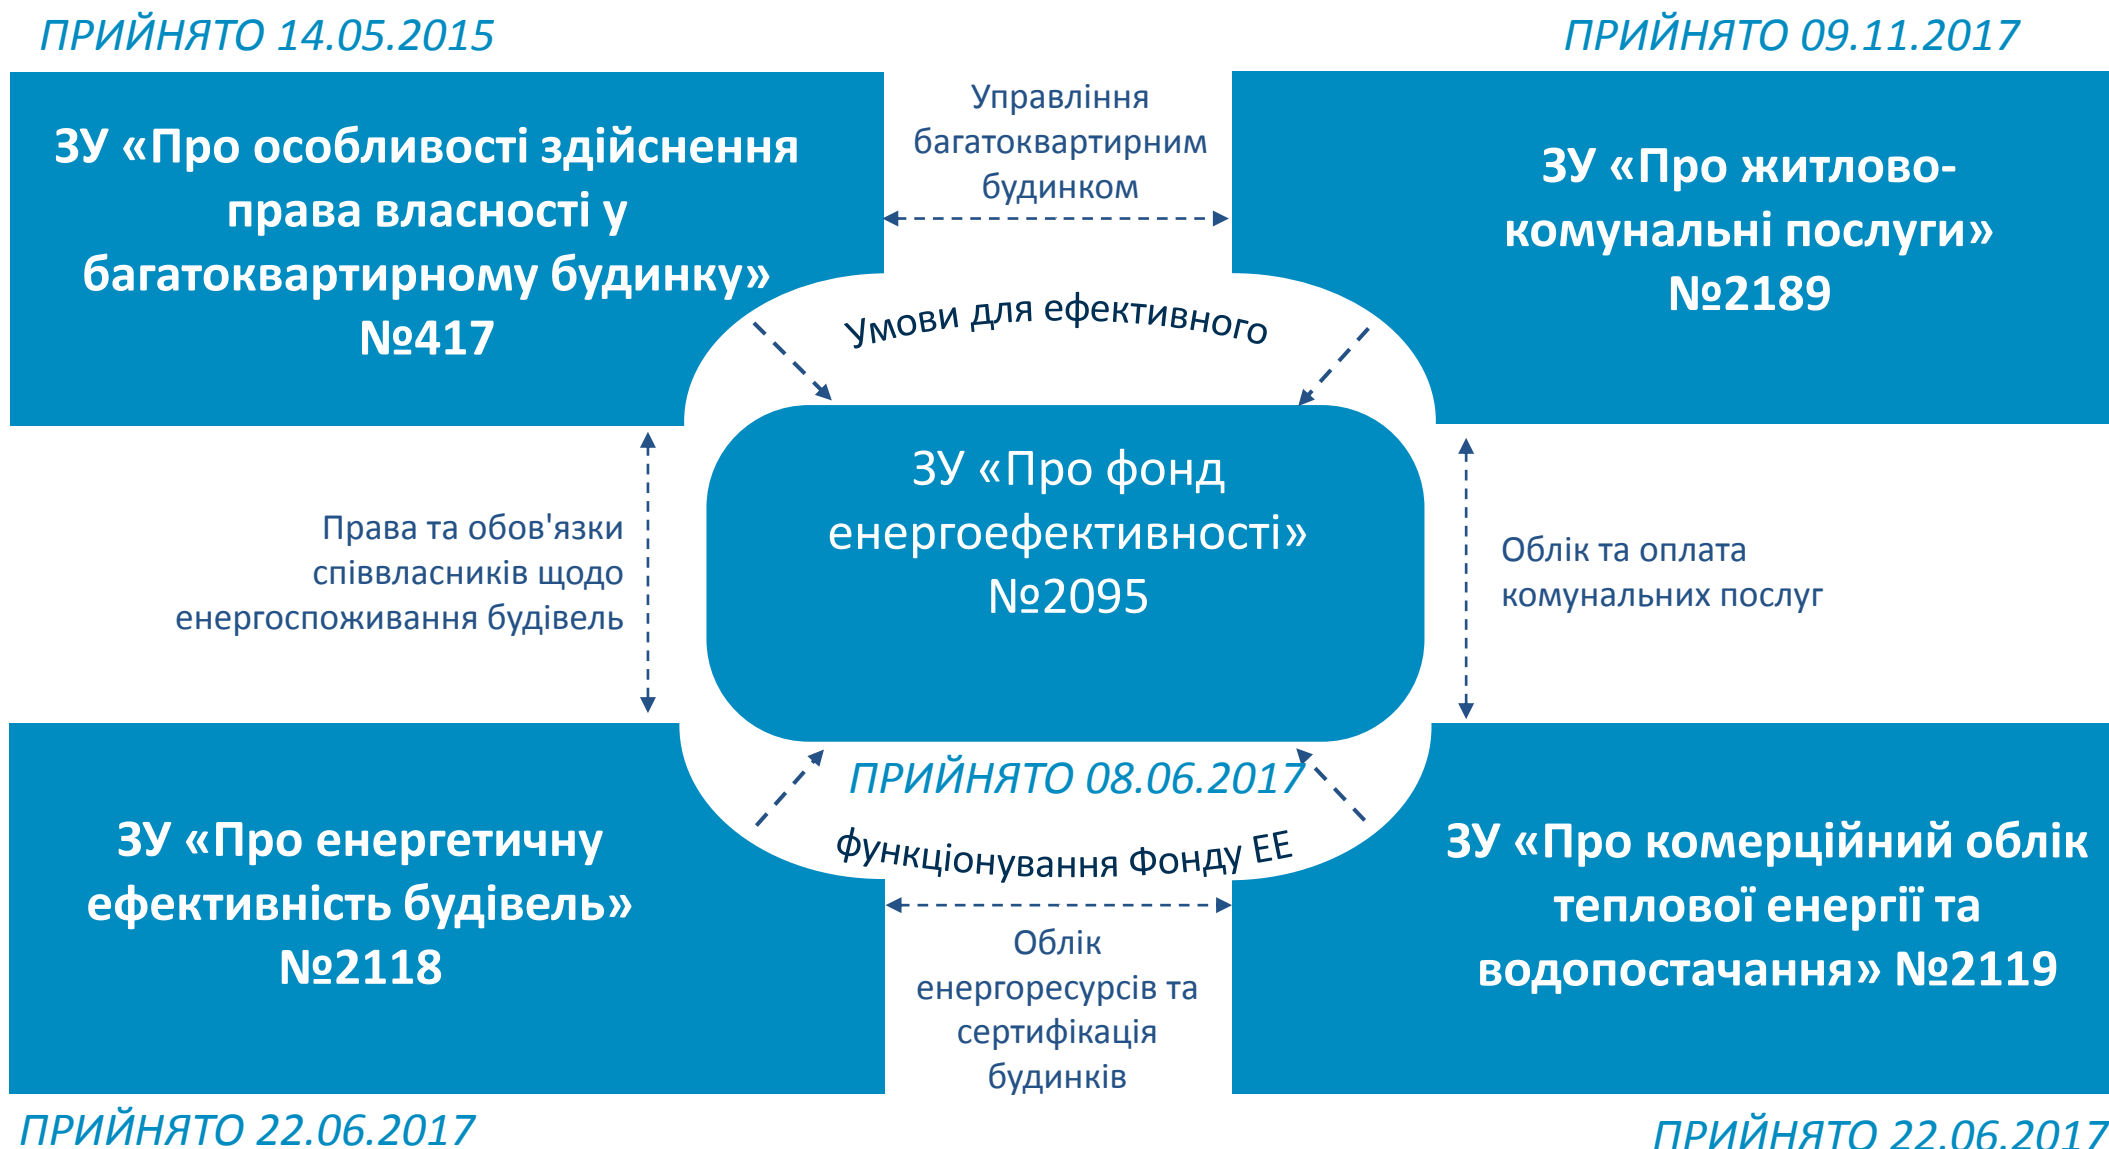 ПРИЙНЯТО 14.05.2015
ПРИЙНЯТО 09.11.2017
ЗУ «Про особливості здійснення
права власності у
багатоквартирному будинку»
№417
Управління
багатоквартирним
будинком
ЗУ «Про житлово-
комунальні послуги»
№2189
Умови для ефективного
ЗУ «Про фонд
енергоефективності»
№2095
Права та обов'язки
співвласників щодо
енергоспоживання будівель
Облік та оплата
комунальних послуг
ПРИЙНЯТО 08.06.2017
функціонування Фонду ЕЕ
ЗУ «Про енергетичну
ефективність будівель»
№2118
ЗУ «Про комерційний облік
теплової енергії та
водопостачання» №2119
Облік
енергоресурсів та
сертифікація
будинків
ПРИЙНЯТО 22.06.2017
ПРИЙНЯТО 22.06.2017